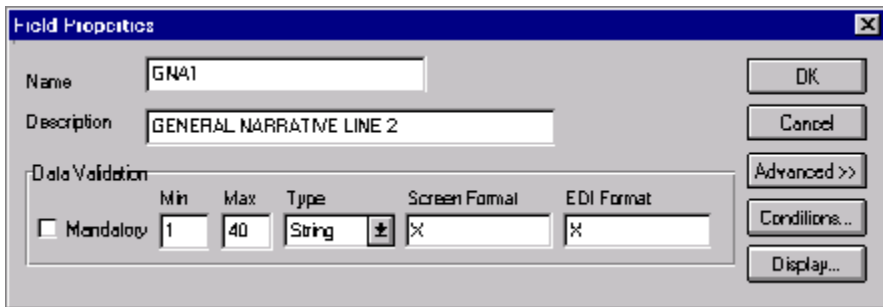 Field Properties
Name GNA1 OK
Description GENERAL NARRATIVE LINE 2 Cancel
Data Validation Advanced >>
Min Max Type Screen Format EDI Format
Mandatory 1 40 String X X Conditions...
Display...